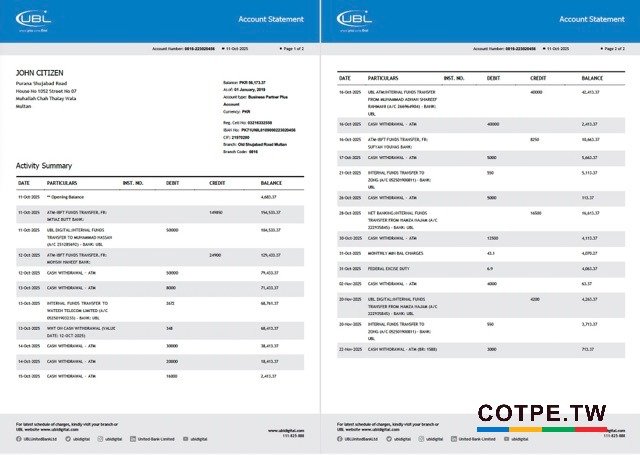 UBL
Account Statement
Account Number: 0816-223020456 11-Oct-2025 Page 1 of 2
JOHN CITIZEN
Purana Shujabad Road
House No 1052 Street No 07
Mohallah Chah Thulay Wala
Multan
Balance: PKR 58,173.37
As of: 01 January, 2019
Account type: Business Partner Plus
Account
Currency: PKR
Reg. Cell No: 03216332550
Branch: Old Shujabad Road Multan
Branch Code: 0816
Activity Summary
DATE PARTICULARS INST. NO. DEBIT CREDIT BALANCE
11-Oct-2025 ** Opening Balance 4,683.37
11-Oct-2025 ATM-IBFT FUNDS TRANSFER, FR: 149850 154,533.37
IMTIAZ BUTT BANK:
11-Oct-2025 UBL DIGITAL:INTERNAL FUNDS 50000 104,533.37
TRANSFER TO MUHAMMAD HASSAN
(A/C 251285692) - BANK: UBL
12-Oct-2025 ATM-IBFT FUNDS TRANSFER, FR: 24900 129,433.37
MOHSIN HANEEF BANK:
12-Oct-2025 CASH WITHDRAWAL - ATM 50000 79,433.37
13-Oct-2025 CASH WITHDRAWAL - ATM 8000 71,433.37
13-Oct-2025 INTERNAL FUNDS TRANSFER TO 2672 68,761.37
WATEEN TELECOM LIMITED (A/C
- BANK: UBL
13-Oct-2025 WHT ON CASH WITHDRAWAL (VALUE 348 68,413.37
DATE: 12-OCT-2025)
14-Oct-2025 CASH WITHDRAWAL - ATM 30000 38,413.37
14-Oct-2025 CASH WITHDRAWAL - ATM 20000 18,413.37
15-Oct-2025 CASH WITHDRAWAL - ATM 16000 2,413.37
For latest schedule of charges, kindly visit your branch or
UBL website www.ubldigital.com
www.ubldigital.com
111-825-888
UBLUnitedBankLtd ubldigital ubldigital United-Bank-Limited ubldigital
UBL
Account Statement
Account Number: 0816-223020456 11-Oct-2025 Page 2 of 2
DATE PARTICULARS INST. NO. DEBIT CREDIT BALANCE
16-Oct-2025 UBL ATM:INTERNAL FUNDS TRANSFER 40000 42,413.37
FROM MUHAMMAD ADNAN SHAREEF
- BANK:
UBL
16-Oct-2025 CASH WITHDRAWAL - ATM 40000 2,413.37
16-Oct-2025 ATM-IBFT FUNDS TRANSFER, FR: 8250 10,663.37
SUFYAN YOUNAS BANK:
17-Oct-2025 CASH WITHDRAWAL - ATM 5000 5,663.37
21-Oct-2025 INTERNAL FUNDS TRANSFER TO 550 5,113.37
ZONG (A/C 052501900811) - BANK:
UBL
26-Oct-2025 CASH WITHDRAWAL - ATM 5000 113.37
28-Oct-2025 NET BANKING:INTERNAL FUNDS 16500 16,613.37
TRANSFER FROM HAMZA NAJAM (A/C
222935845) - BANK: UBL
30-Oct-2025 CASH WITHDRAWAL - ATM 12500 4,113.37
31-Oct-2025 MONTHLY MIN BAL CHARGES 43.1 4,070.27
31-Oct-2025 FEDERAL EXCISE DUTY 6.9 4,063.37
02-Nov-2025 CASH WITHDRAWAL - ATM 4000 63.37
20-Nov-2025 UBL DIGITAL:INTERNAL FUNDS 4200 4,263.37
TRANSFER FROM HAMZA NAJAM (A/C
222935845) - BANK: UBL
20-Nov-2025 INTERNAL FUNDS TRANSFER TO 550 3,713.37
ZONG (A/C 052501900811) - BANK:
UBL
22-Nov-2025 CASH WITHDRAWAL - ATM 3000 713.37
For latest schedule of charges, kindly visit your branch or
UBL website www.ubldigital.com
www.ubldigital.com
111-825-888
UBLUnitedBankLtd ubldigital ubldigital
COTPE.TW